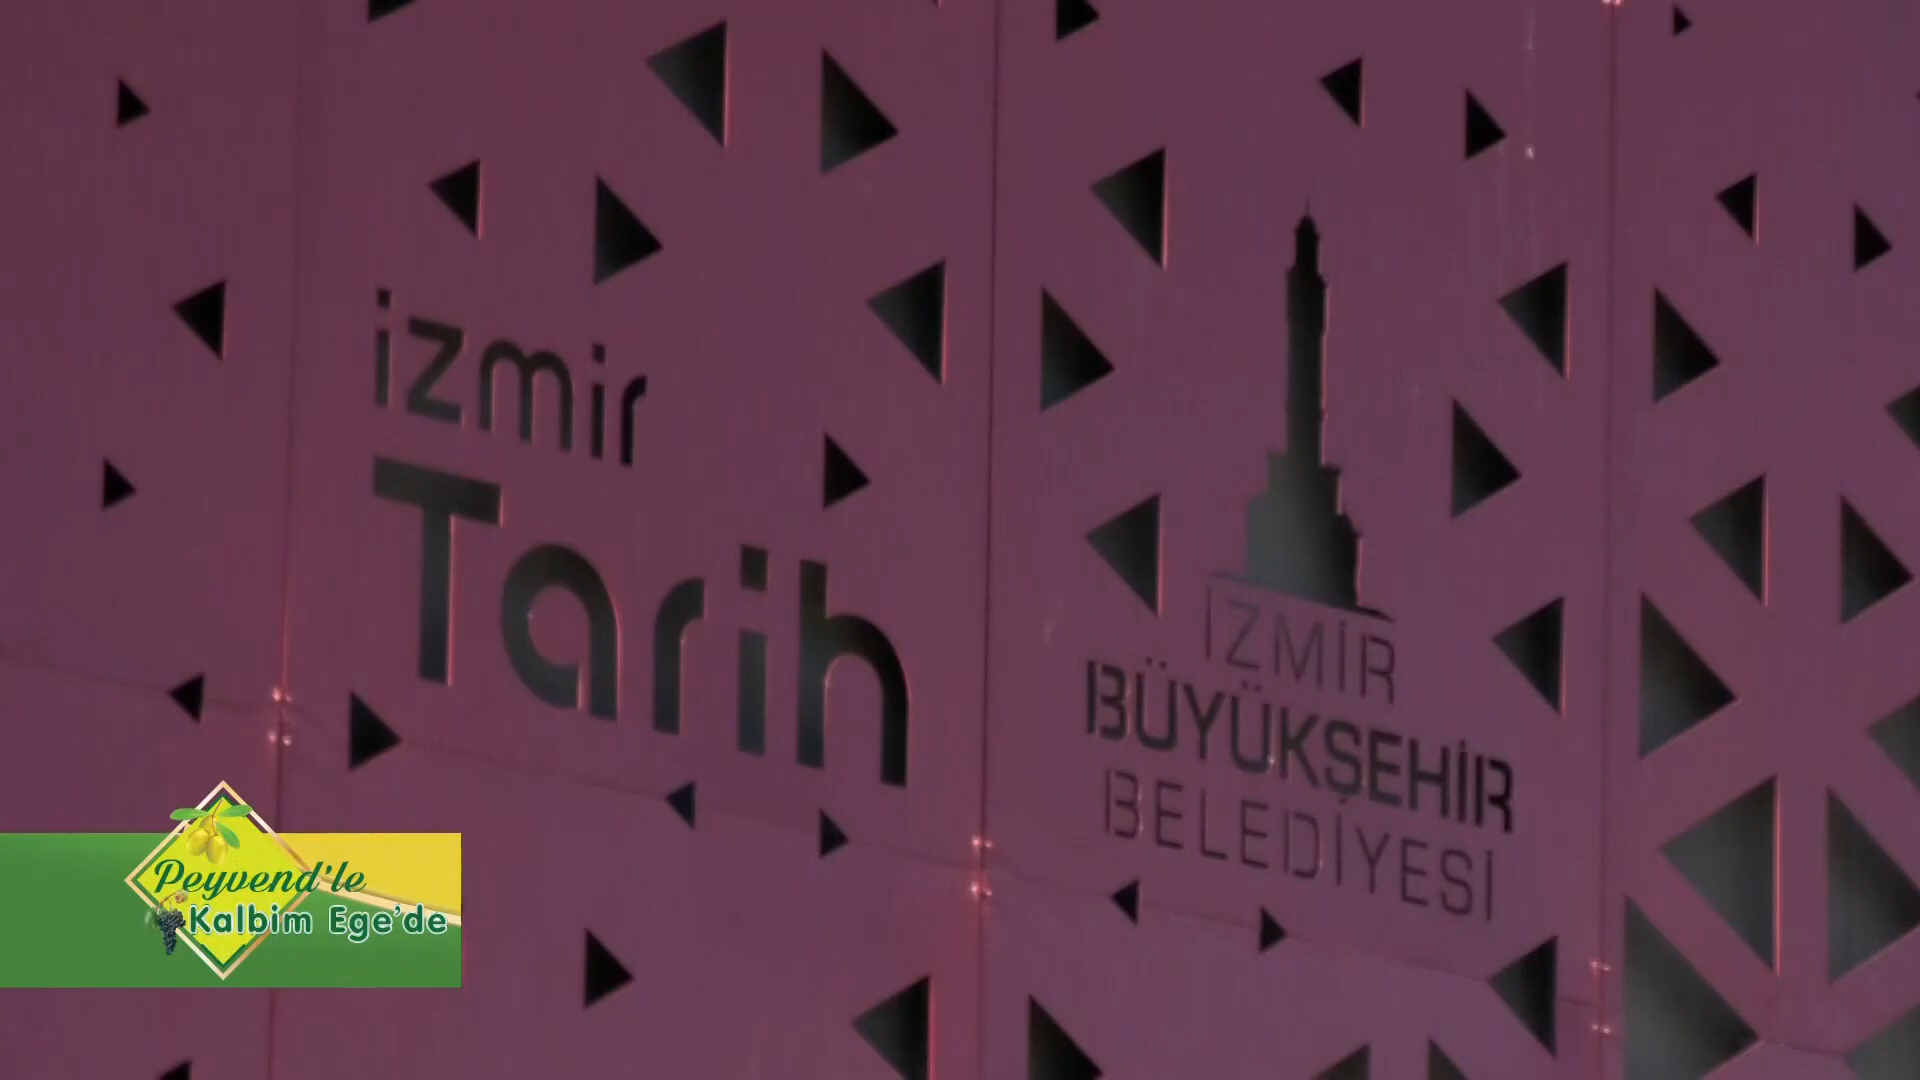 izmir
Tarih
İZMİR
BÜYÜKŞEHİR
BELEDİYESİ
Peyvend'le
Kalbim Ege'de